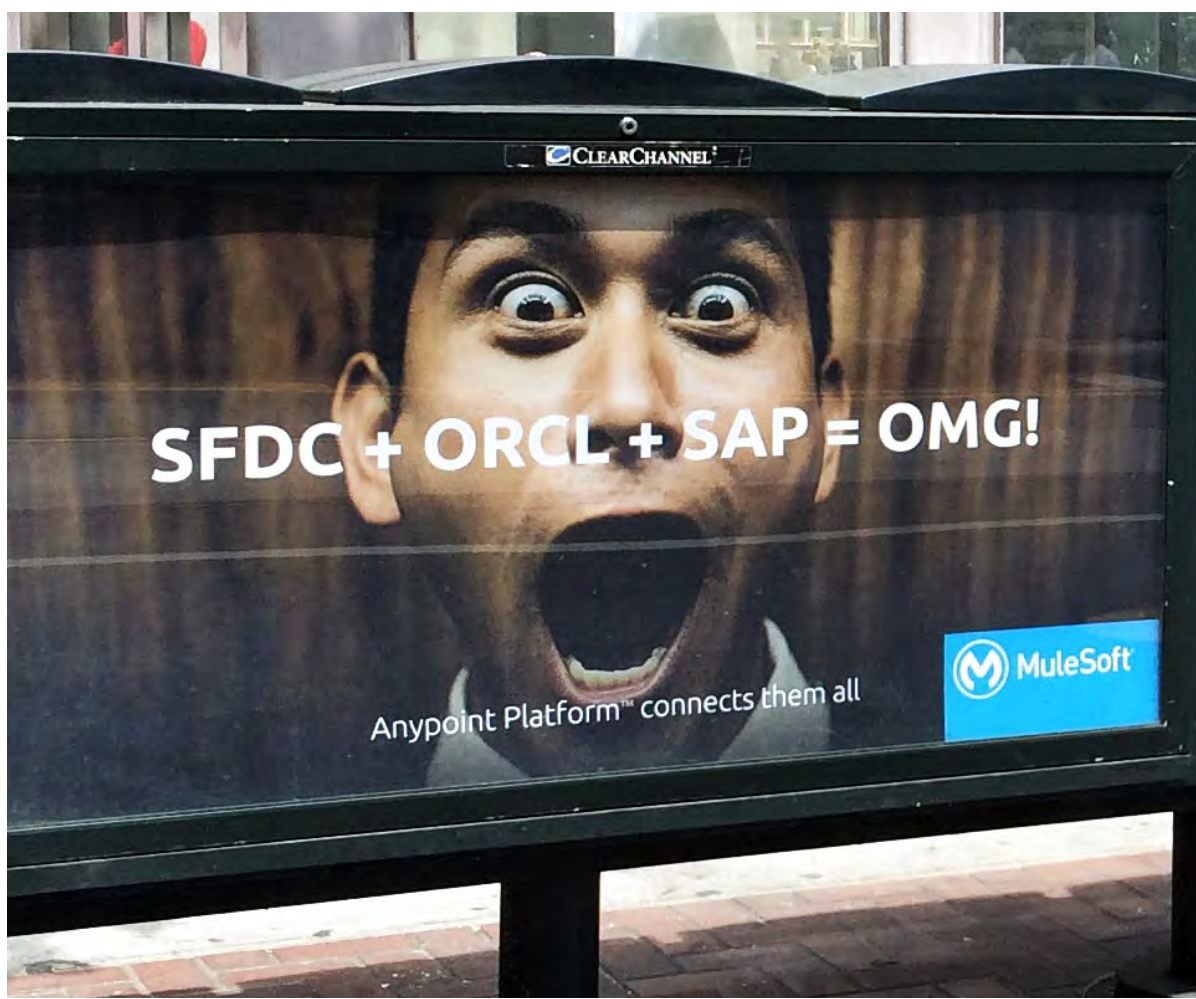 CLEARCHANNEL
SFDC + ORCL + SAP = OMG!
Anypoint Platform™ connects them all
MuleSoft